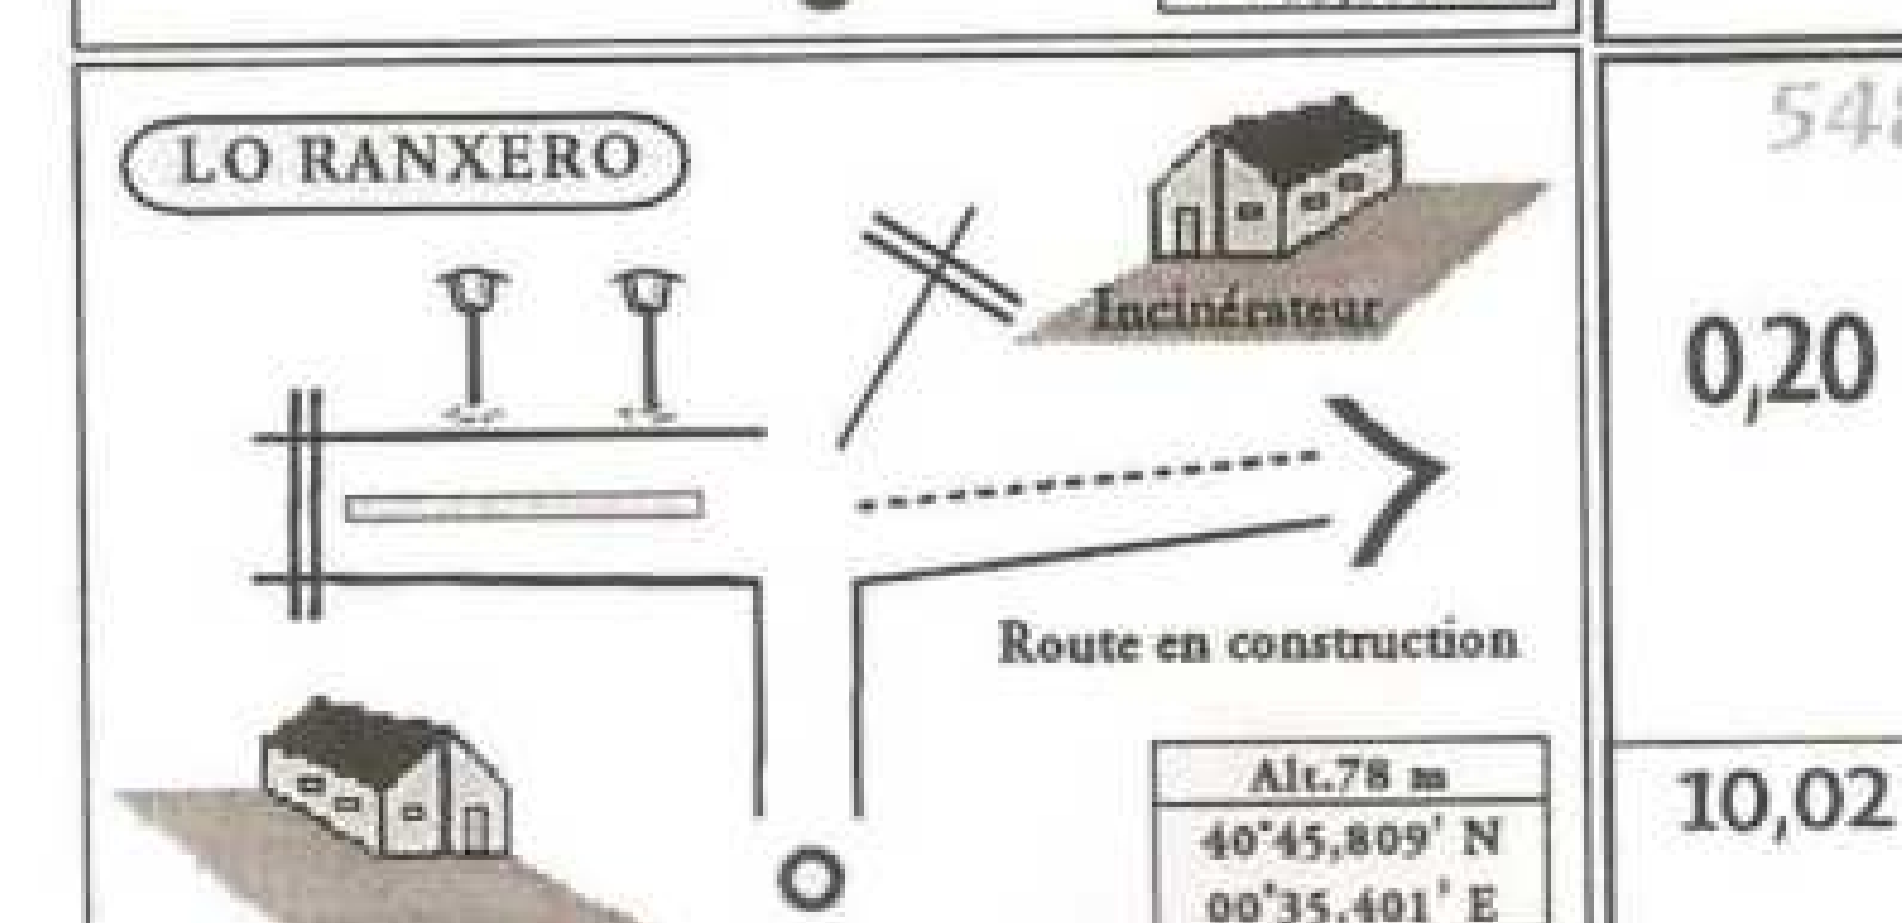 LO RANXERO
Incinérateur
0,20
Route en construction
Alt.78 m
40°45,809' N
00°35,401' E
10,02